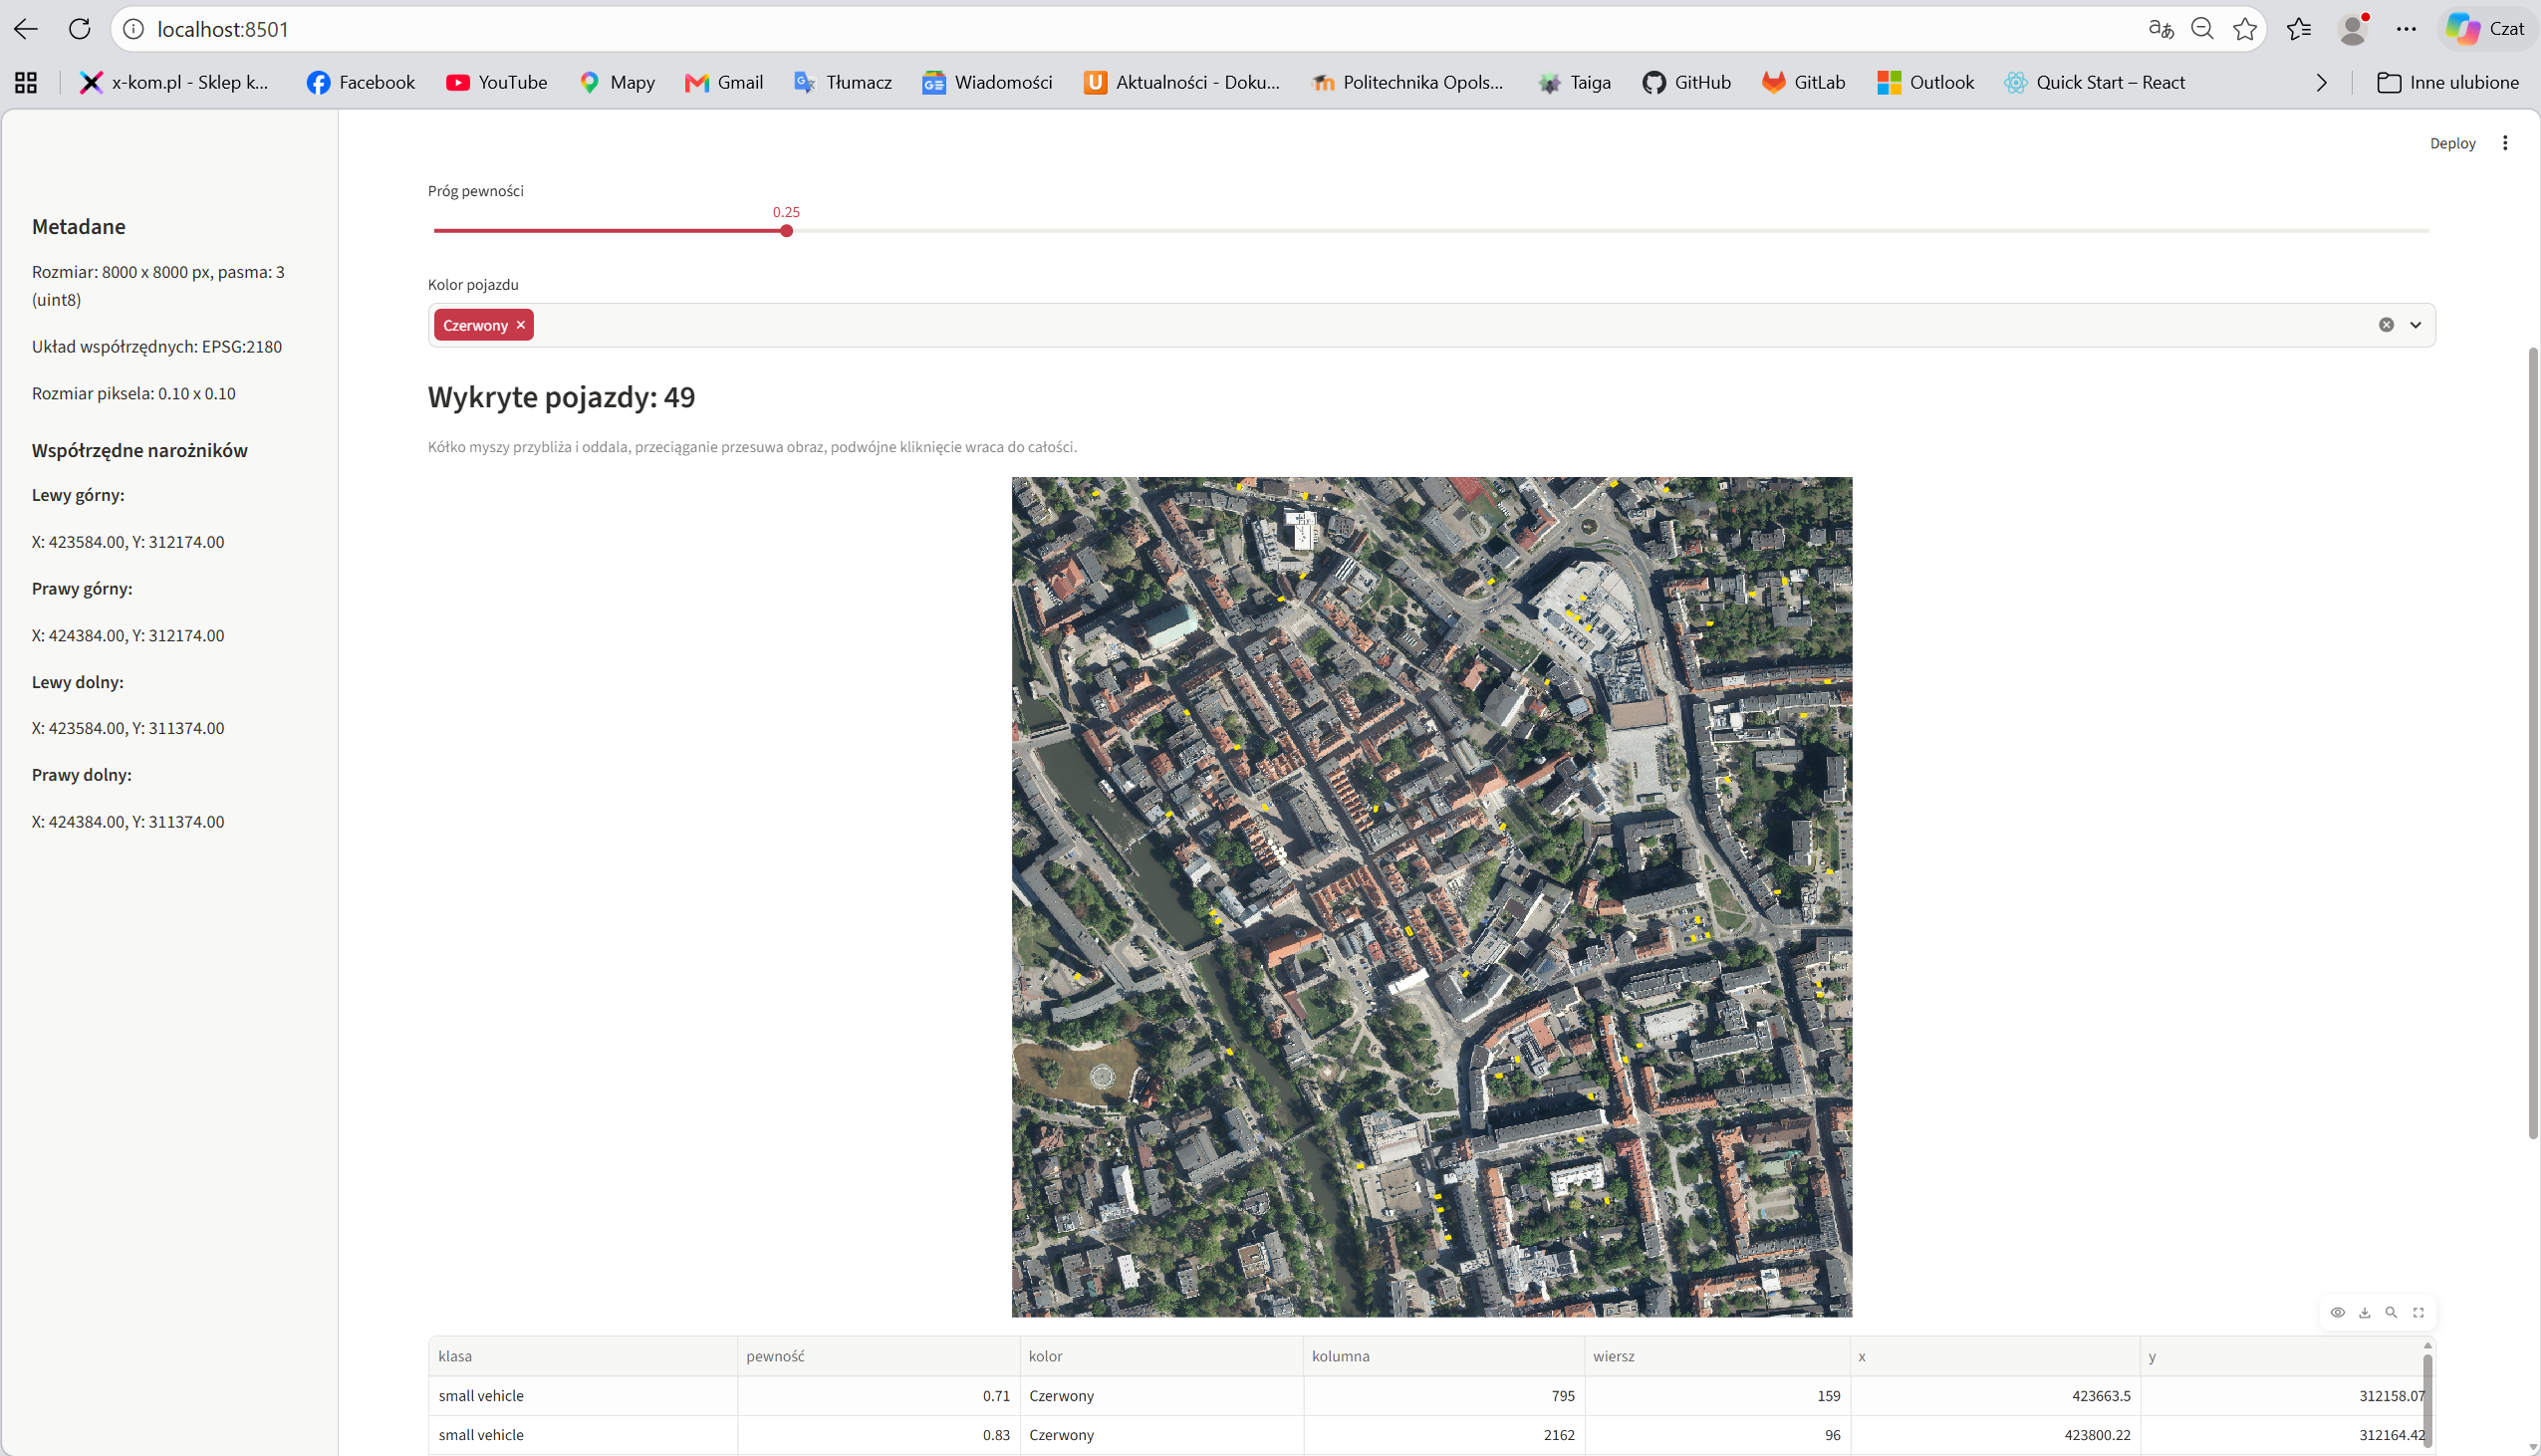 localhost:8501
Czat
x-kom.pl - Sklep k...
Facebook
YouTube
Mapy
Gmail
Tłumacz
Wiadomości
Aktualności - Doku...
Politechnika Opols...
Taiga
GitHub
GitLab
Outlook
Quick Start – React
Inne ulubione
Deploy
Metadane
Rozmiar: 8000 x 8000 px, pasma: 3
(uint8)
Układ współrzędnych: EPSG:2180
Rozmiar piksela: 0.10 x 0.10
Współrzędne narożników
Lewy górny:
X: 423584.00, Y: 312174.00
Prawy górny:
X: 424384.00, Y: 312174.00
Lewy dolny:
X: 423584.00, Y: 311374.00
Prawy dolny:
X: 424384.00, Y: 311374.00
Próg pewności
0.25
Kolor pojazdu
Czerwony
Wykryte pojazdy: 49
Kółko myszy przybliża i oddala, przeciąganie przesuwa obraz, podwójne kliknięcie wraca do całości.
klasa pewność kolor kolumna wiersz x y
small vehicle 0.71 Czerwony 795 159 423663.5 312158.07
small vehicle 0.83 Czerwony 2162 96 423800.22 312164.42